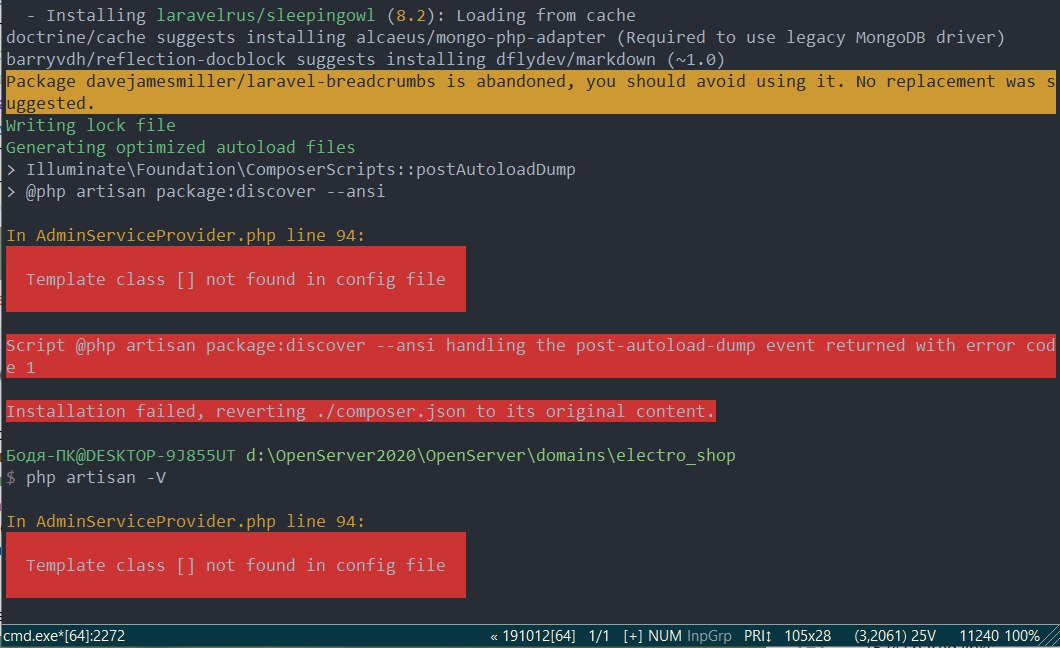 - Installing laravelrus/sleepingowl (8.2): Loading from cache
doctrine/cache suggests installing alcaeus/mongo-php-adapter (Required to use legacy MongoDB driver)
barryvdh/reflection-docblock suggests installing dflydev/markdown (~1.0)
Package davejamesmiller/laravel-breadcrumbs is abandoned, you should avoid using it. No replacement was s
uggested.
Writing lock file
Generating optimized autoload files
> Illuminate\Foundation\ComposerScripts::postAutoloadDump
> @php artisan package:discover --ansi
In AdminServiceProvider.php line 94:
Template class [] not found in config file
Script @php artisan package:discover --ansi handling the post-autoload-dump event returned with error cod
e 1
Installation failed, reverting ./composer.json to its original content.
Бодя-ПК@DESKTOP-9J855UT d:\OpenServer2020\OpenServer\domains\electro_shop
$ php artisan -V
In AdminServiceProvider.php line 94:
Template class [] not found in config file
cmd.exe*[64]:2272 « 191012[64] 1/1 [+] NUM InpGrp PRI↕ 105x28 (3,2061) 25V 11240 100%